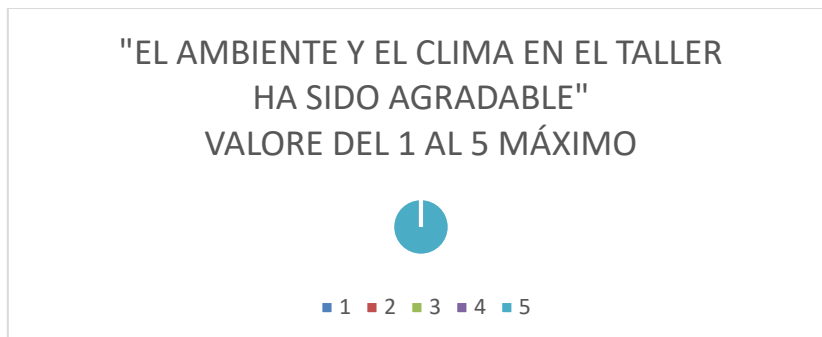 "EL AMBIENTE Y EL CLIMA EN EL TALLER
HA SIDO AGRADABLE"
VALORE DEL 1 AL 5 MÁXIMO
1 2 3 4 5